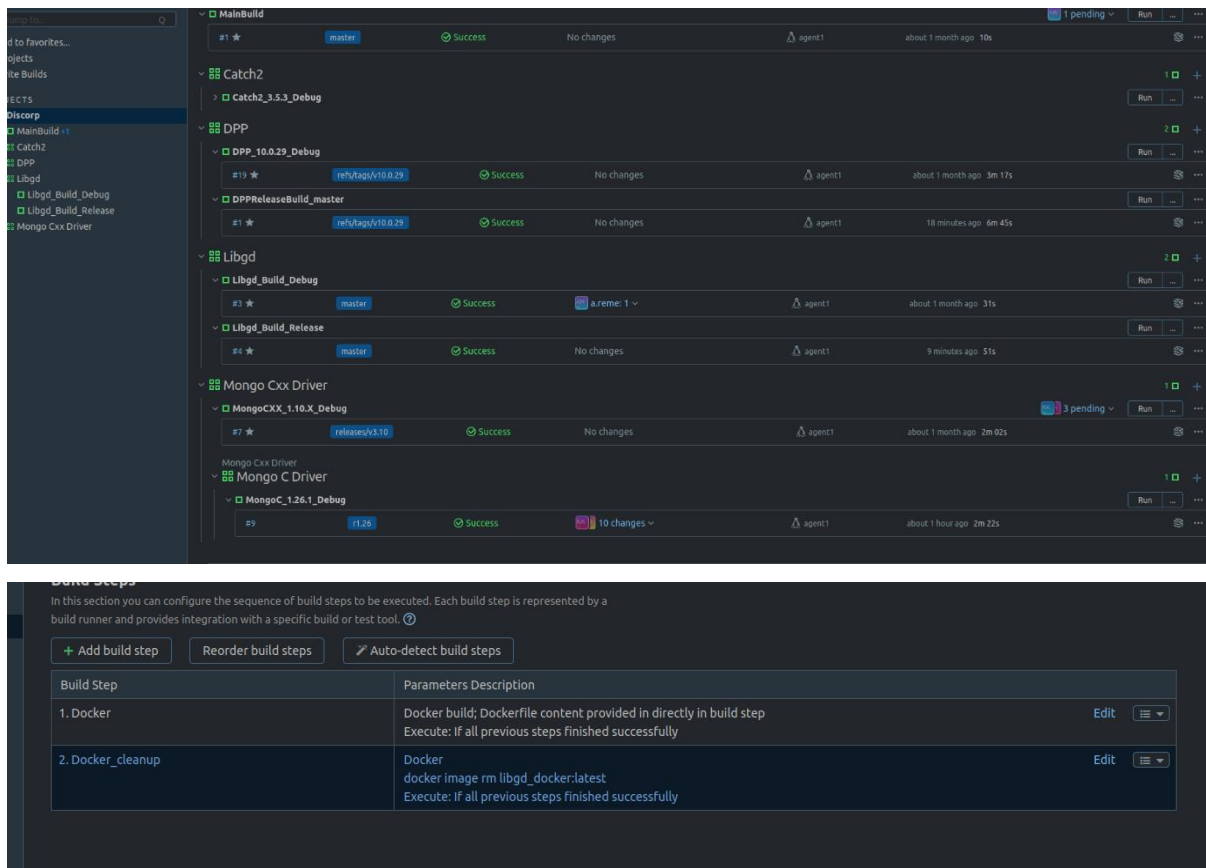 Jump to...
MainBuild
1 pending
Run
...
#1
master
Success
No changes
agent1
about 1 month ago 10s
d to favorites...
ojects
ite Builds
JECTS
Discorp
MainBuild +1
Catch2
DPP
Libgd
Libgd_Build_Debug
Libgd_Build_Release
Mongo Cxx Driver
Catch2
1
Catch2_3.5.3_Debug
Run
...
DPP
2
DPP_10.0.29_Debug
Run
...
#19
refs/tags/v10.0.29
Success
No changes
agent1
about 1 month ago 3m 17s
DPPReleaseBuild_master
Run
...
#1
refs/tags/v10.0.29
Success
No changes
agent1
18 minutes ago 6m 45s
Libgd
2
Libgd_Build_Debug
Run
...
#3
master
Success
a.reme: 1
agent1
about 1 month ago 31s
Libgd_Build_Release
Run
...
#4
master
Success
No changes
agent1
9 minutes ago 51s
Mongo Cxx Driver
1
MongoCXX_1.10.X_Debug
3 pending
Run
...
#7
releases/v3.10
Success
No changes
agent1
about 1 month ago 2m 02s
Mongo Cxx Driver
Mongo C Driver
1
MongoC_1.26.1_Debug
Run
...
#9
r1.26
Success
10 changes
agent1
about 1 hour ago 2m 22s
Build Steps
In this section you can configure the sequence of build steps to be executed. Each build step is represented by a
build runner and provides integration with a specific build or test tool.
+ Add build step
Reorder build steps
Auto-detect build steps
Build Step
Parameters Description
1. Docker
Docker build; Dockerfile content provided in directly in build step
Execute: If all previous steps finished successfully
Edit
2. Docker_cleanup
Docker
docker image rm libgd_docker:latest
Execute: If all previous steps finished successfully
Edit